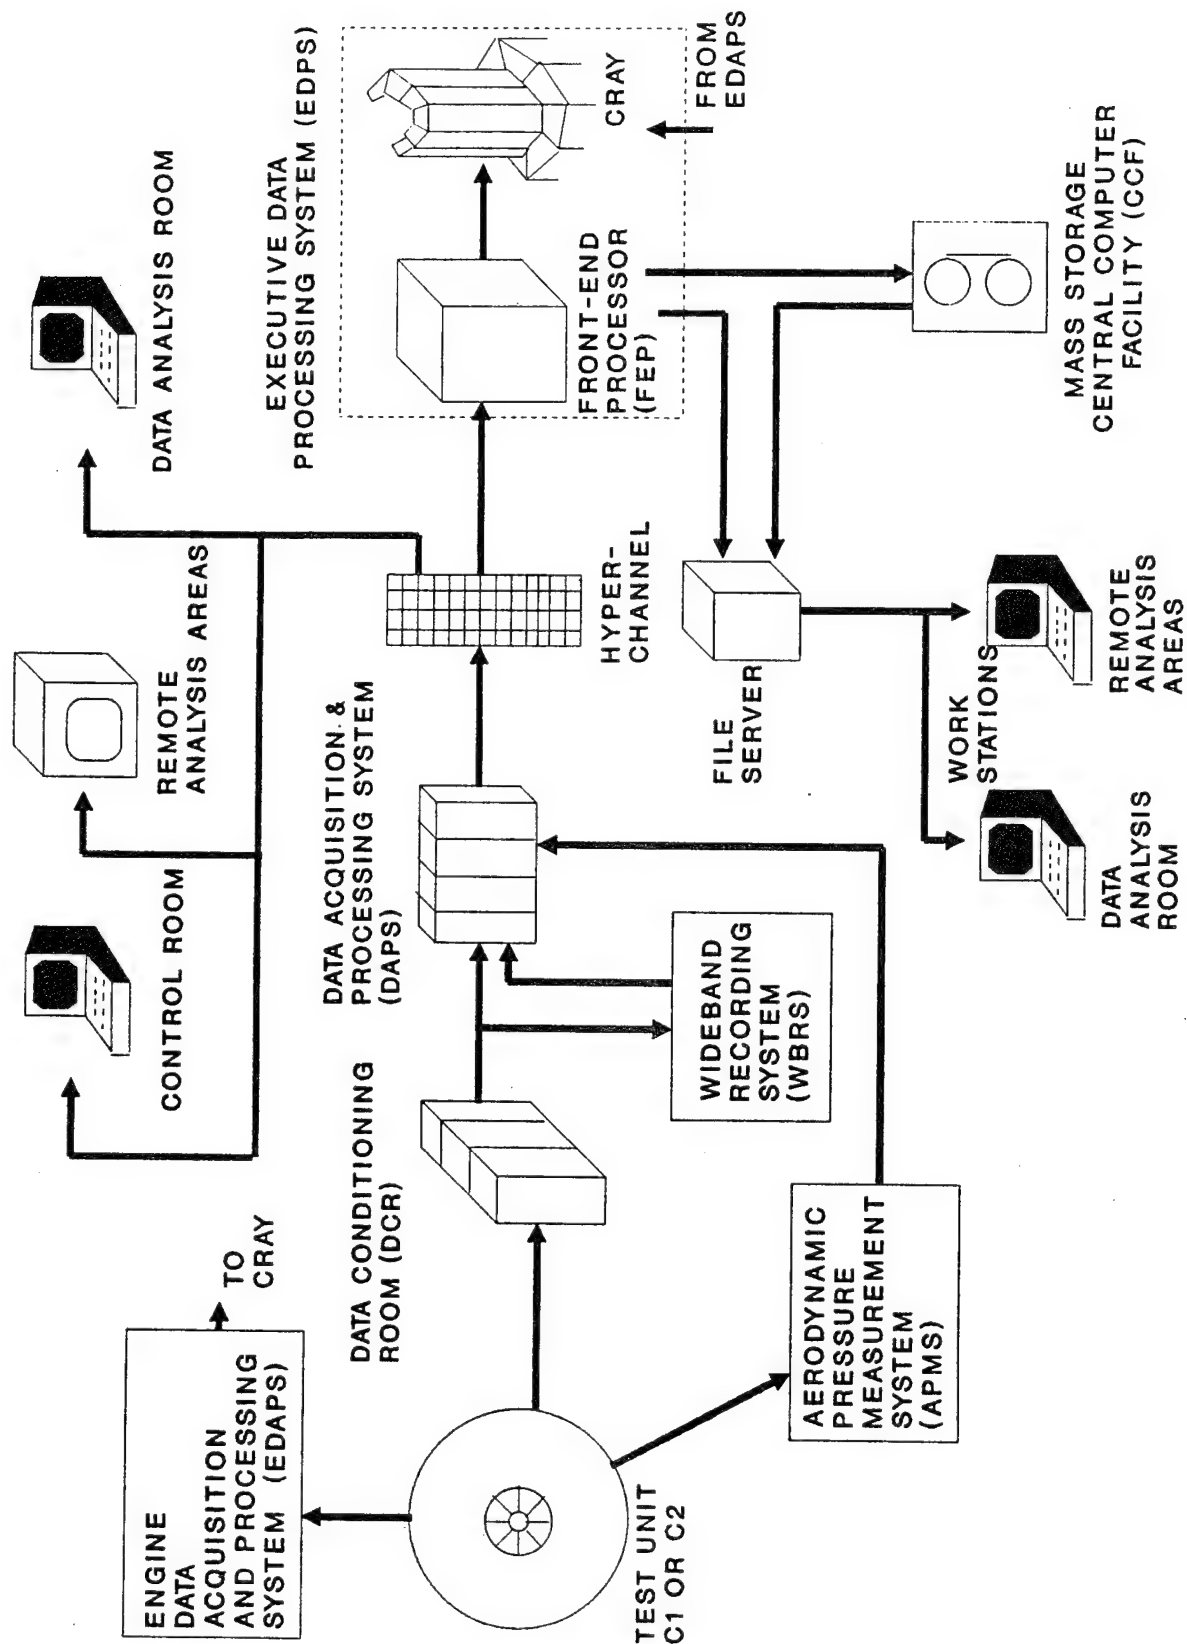 ENGINE
DATA
ACQUISITION
AND PROCESSING
SYSTEM (EDAPS)
TO
CRAY
TEST UNIT
C1 OR C2
DATA CONDITIONING
ROOM (DCR)
AERODYNAMIC
PRESSURE
MEASUREMENT
SYSTEM
(APMS)
CONTROL ROOM
REMOTE
ANALYSIS AREAS
DATA ANALYSIS ROOM
DATA ACQUISITION &
PROCESSING SYSTEM
(DAPS)
WIDEBAND
RECORDING
SYSTEM
(WBRS)
HYPER-
CHANNEL
EXECUTIVE DATA
PROCESSING SYSTEM (EDPS)
FRONT-END
PROCESSOR
(FEP)
CRAY
FROM
EDAPS
FILE
SERVER
WORK
STATIONS
DATA
ANALYSIS
ROOM
REMOTE
ANALYSIS
AREAS
MASS STORAGE
CENTRAL COMPUTER
FACILITY (CCF)